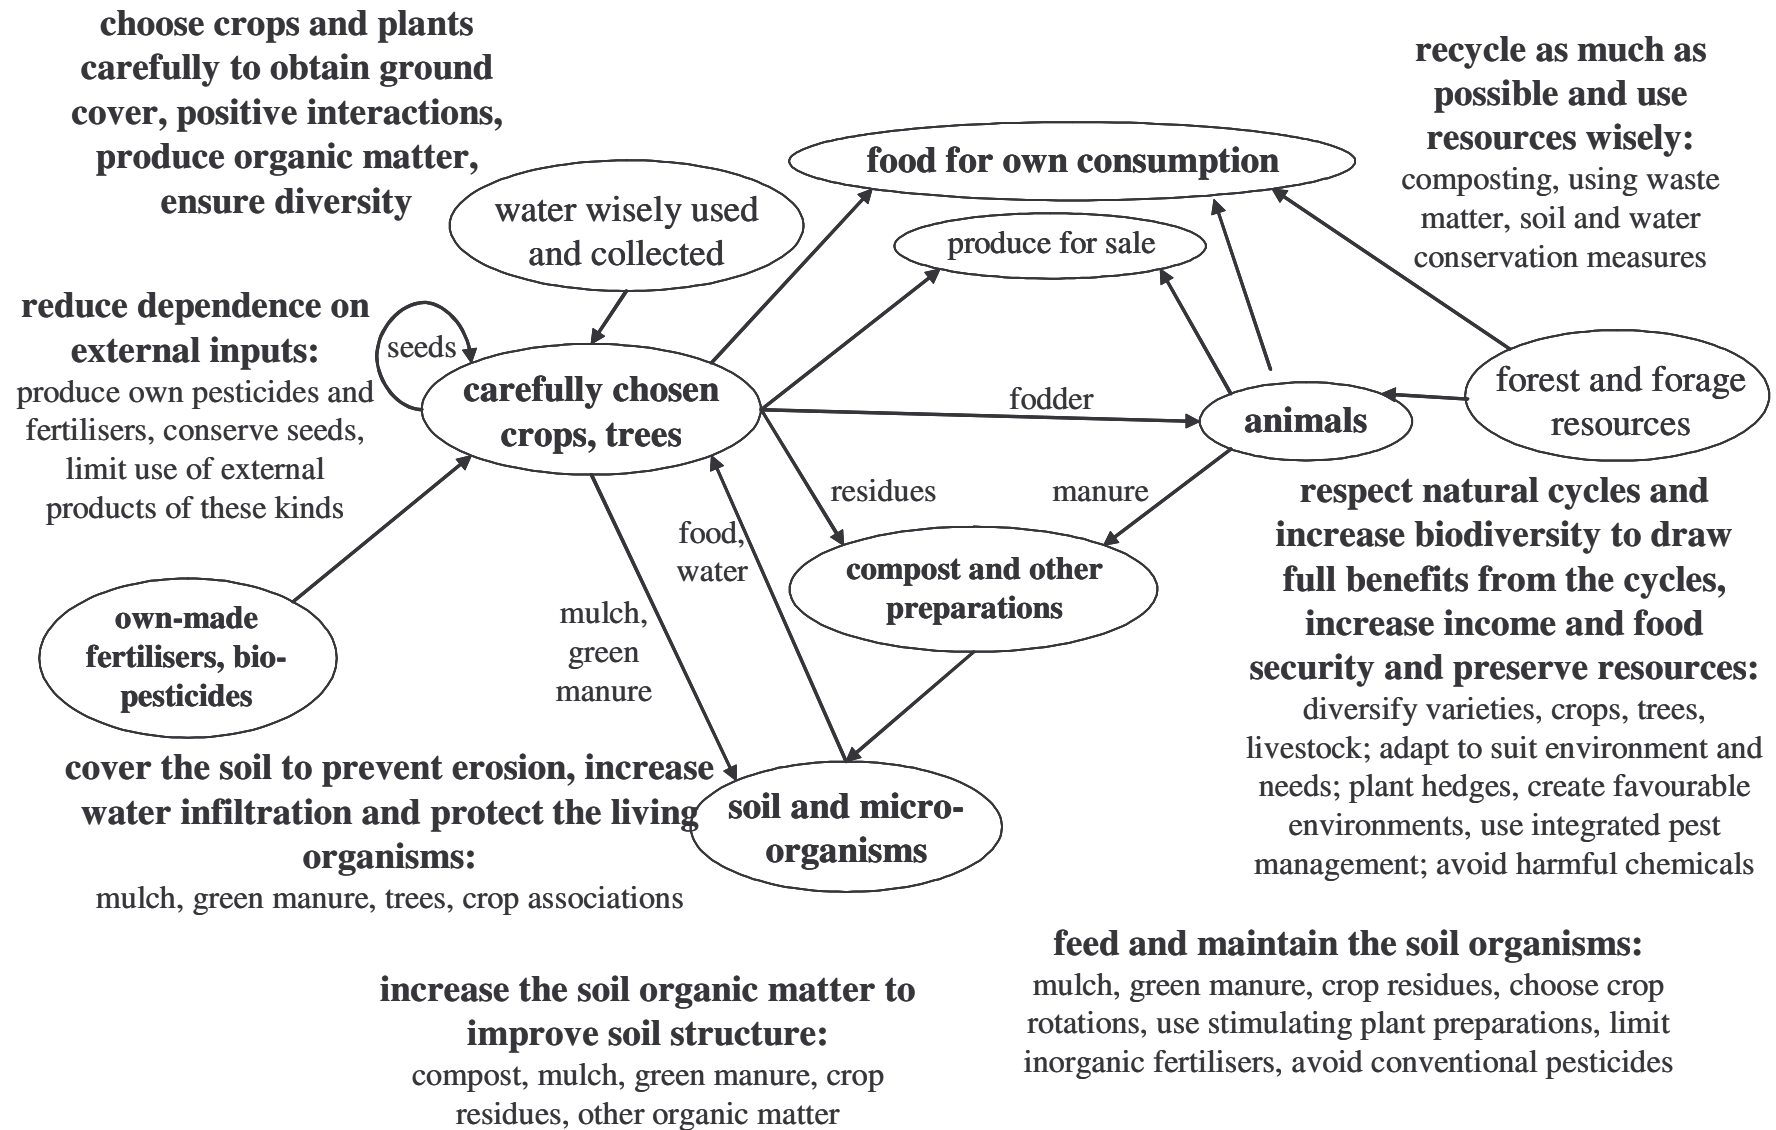 choose crops and plants
carefully to obtain ground
cover, positive interactions,
produce organic matter,
ensure diversity
recycle as much as
possible and use
resources wisely:
composting, using waste
matter, soil and water
conservation measures
food for own consumption
water wisely used
and collected
produce for sale
reduce dependence on
external inputs:
produce own pesticides and
fertilisers, conserve seeds,
limit use of external
products of these kinds
seeds
carefully chosen
crops, trees
fodder
animals
forest and forage
resources
residues
manure
food,
water
compost and other
preparations
respect natural cycles and
increase biodiversity to draw
full benefits from the cycles,
increase income and food
security and preserve resources:
diversify varieties, crops, trees,
livestock; adapt to suit environment and
needs; plant hedges, create favourable
environments, use integrated pest
management; avoid harmful chemicals
own-made
fertilisers, bio-
pesticides
mulch,
green
manure
cover the soil to prevent erosion, increase
water infiltration and protect the living
organisms:
mulch, green manure, trees, crop associations
soil and micro-
organisms
feed and maintain the soil organisms:
mulch, green manure, crop residues, choose crop
rotations, use stimulating plant preparations, limit
inorganic fertilisers, avoid conventional pesticides
increase the soil organic matter to
improve soil structure:
compost, mulch, green manure, crop
residues, other organic matter